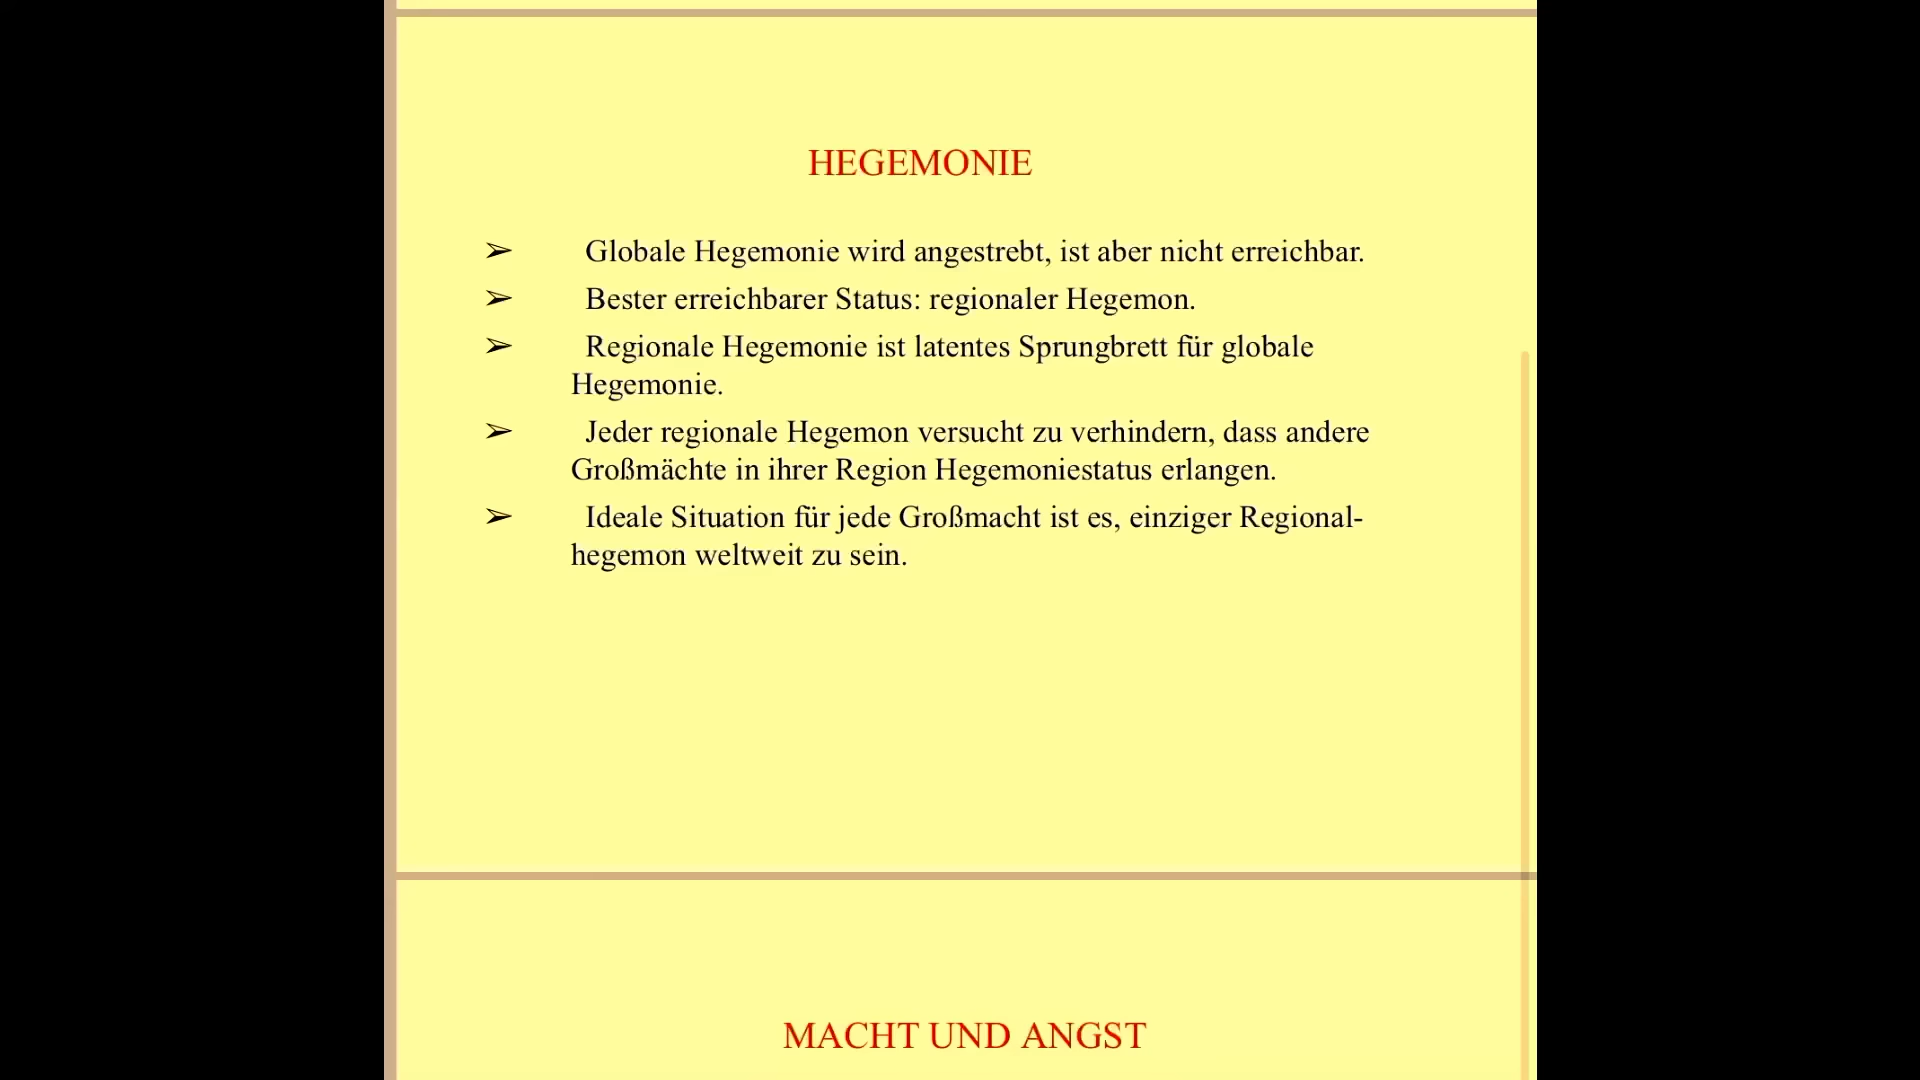 HEGEMONIE
➢ Globale Hegemonie wird angestrebt, ist aber nicht erreichbar.
➢ Bester erreichbarer Status: regionaler Hegemon.
➢ Regionale Hegemonie ist latentes Sprungbrett für globale
Hegemonie.
➢ Jeder regionale Hegemon versucht zu verhindern, dass andere
Großmächte in ihrer Region Hegemoniestatus erlangen.
➢ Ideale Situation für jede Großmacht ist es, einziger Regional-
hegemon weltweit zu sein.
MACHT UND ANGST